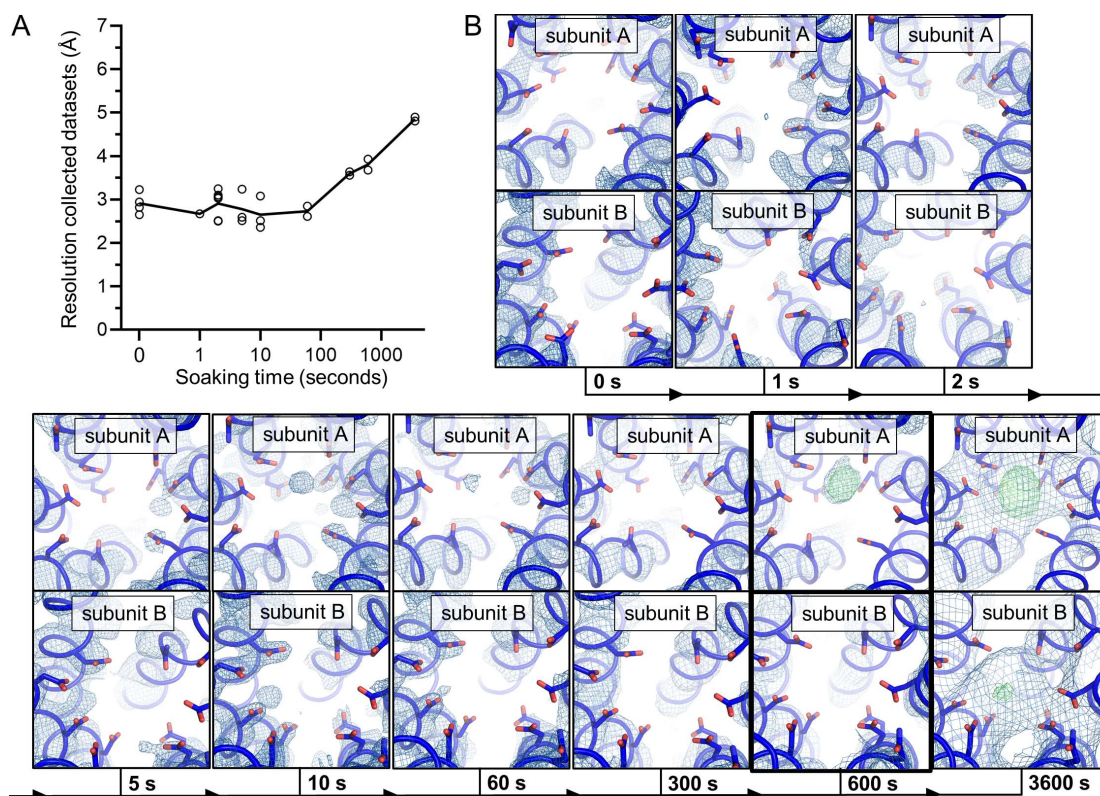 A
Resolution collected datasets (Å)
7
6
5
4
3
2
1
0
0 1 10 100 1000
Soaking time (seconds)
B
subunit A subunit A subunit A
subunit B subunit B subunit B
0 s 1 s 2 s
subunit A subunit A subunit A subunit A subunit A subunit A
subunit B subunit B subunit B subunit B subunit B subunit B
5 s 10 s 60 s 300 s 600 s 3600 s